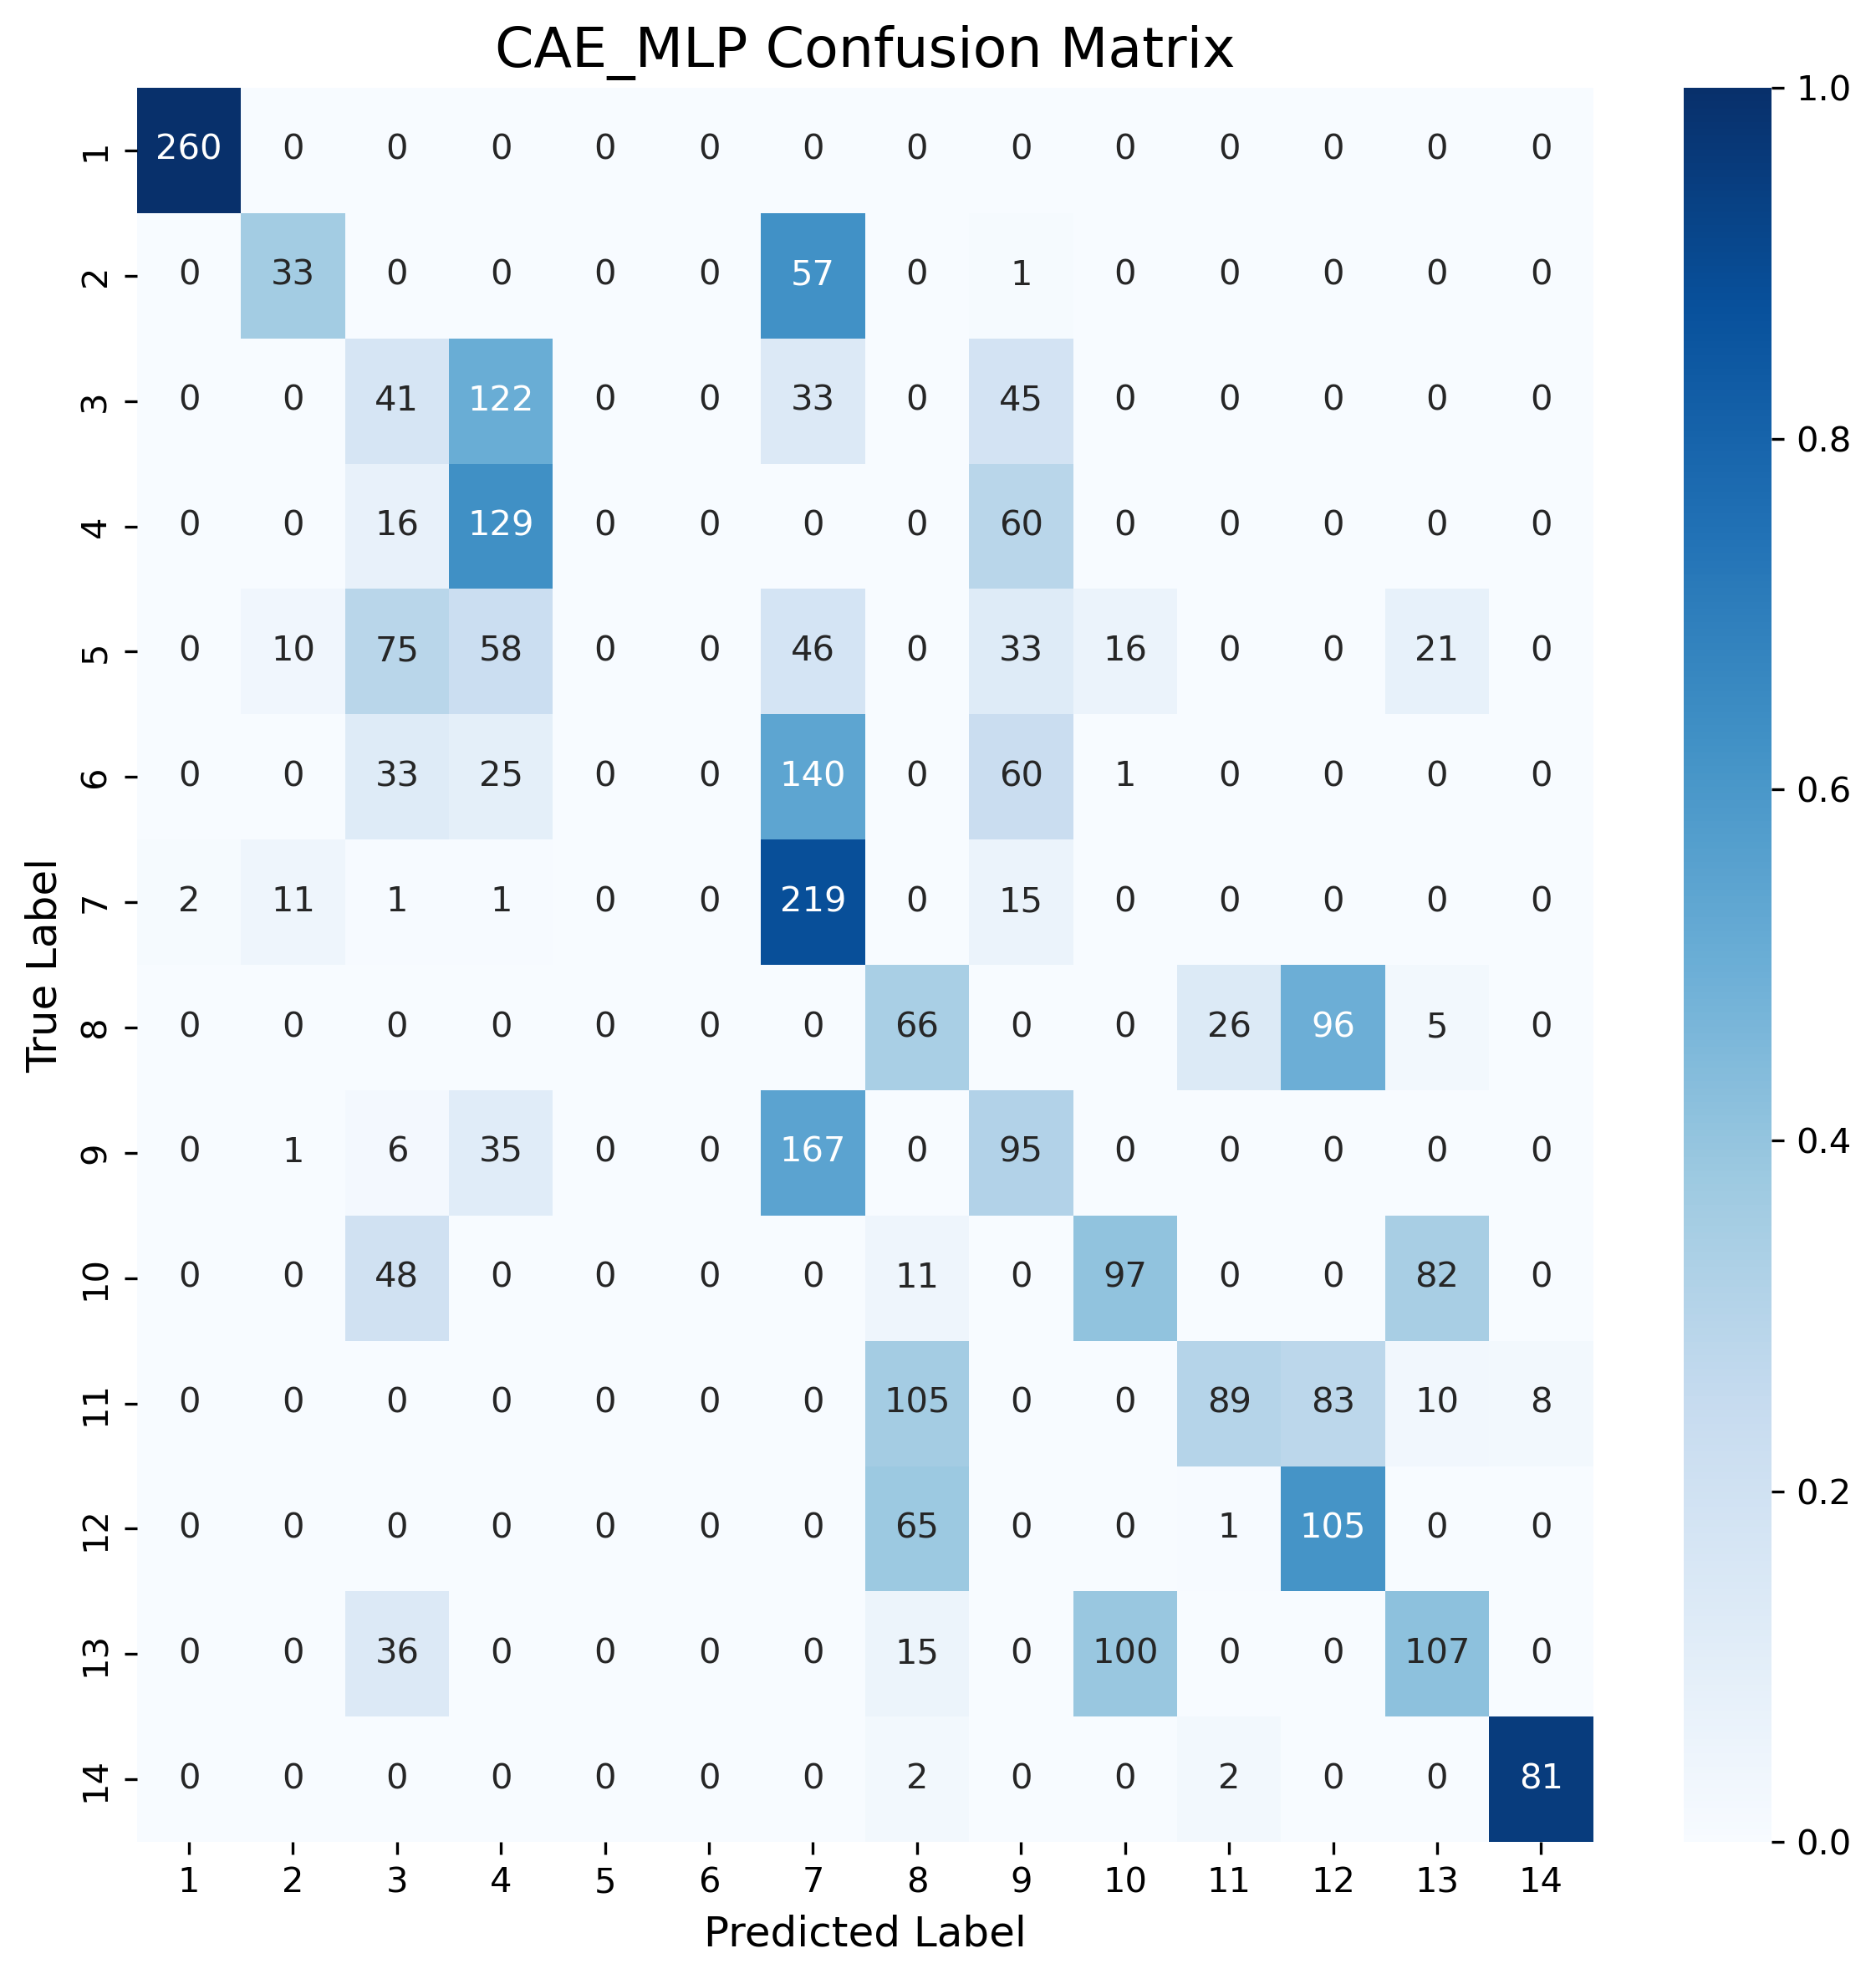 CAE_MLP Confusion Matrix
1 260 0 0 0 0 0 0 0 0 0 0 0 0 0
2 0 33 0 0 0 0 57 0 1 0 0 0 0 0
3 0 0 41 122 0 0 33 0 45 0 0 0 0 0
4 0 0 16 129 0 0 0 0 60 0 0 0 0 0
5 0 10 75 58 0 0 46 0 33 16 0 0 21 0
6 0 0 33 25 0 0 140 0 60 1 0 0 0 0
7 2 11 1 1 0 0 219 0 15 0 0 0 0 0
8 0 0 0 0 0 0 0 66 0 0 26 96 5 0
9 0 1 6 35 0 0 167 0 95 0 0 0 0 0
10 0 0 48 0 0 0 0 11 0 97 0 0 82 0
11 0 0 0 0 0 0 0 105 0 0 89 83 10 8
12 0 0 0 0 0 0 0 65 0 0 1 105 0 0
13 0 0 36 0 0 0 0 15 0 100 0 0 107 0
14 0 0 0 0 0 0 0 2 0 0 2 0 0 81
1 2 3 4 5 6 7 8 9 10 11 12 13 14
Predicted Label
True Label
1.0
0.8
0.6
0.4
0.2
0.0